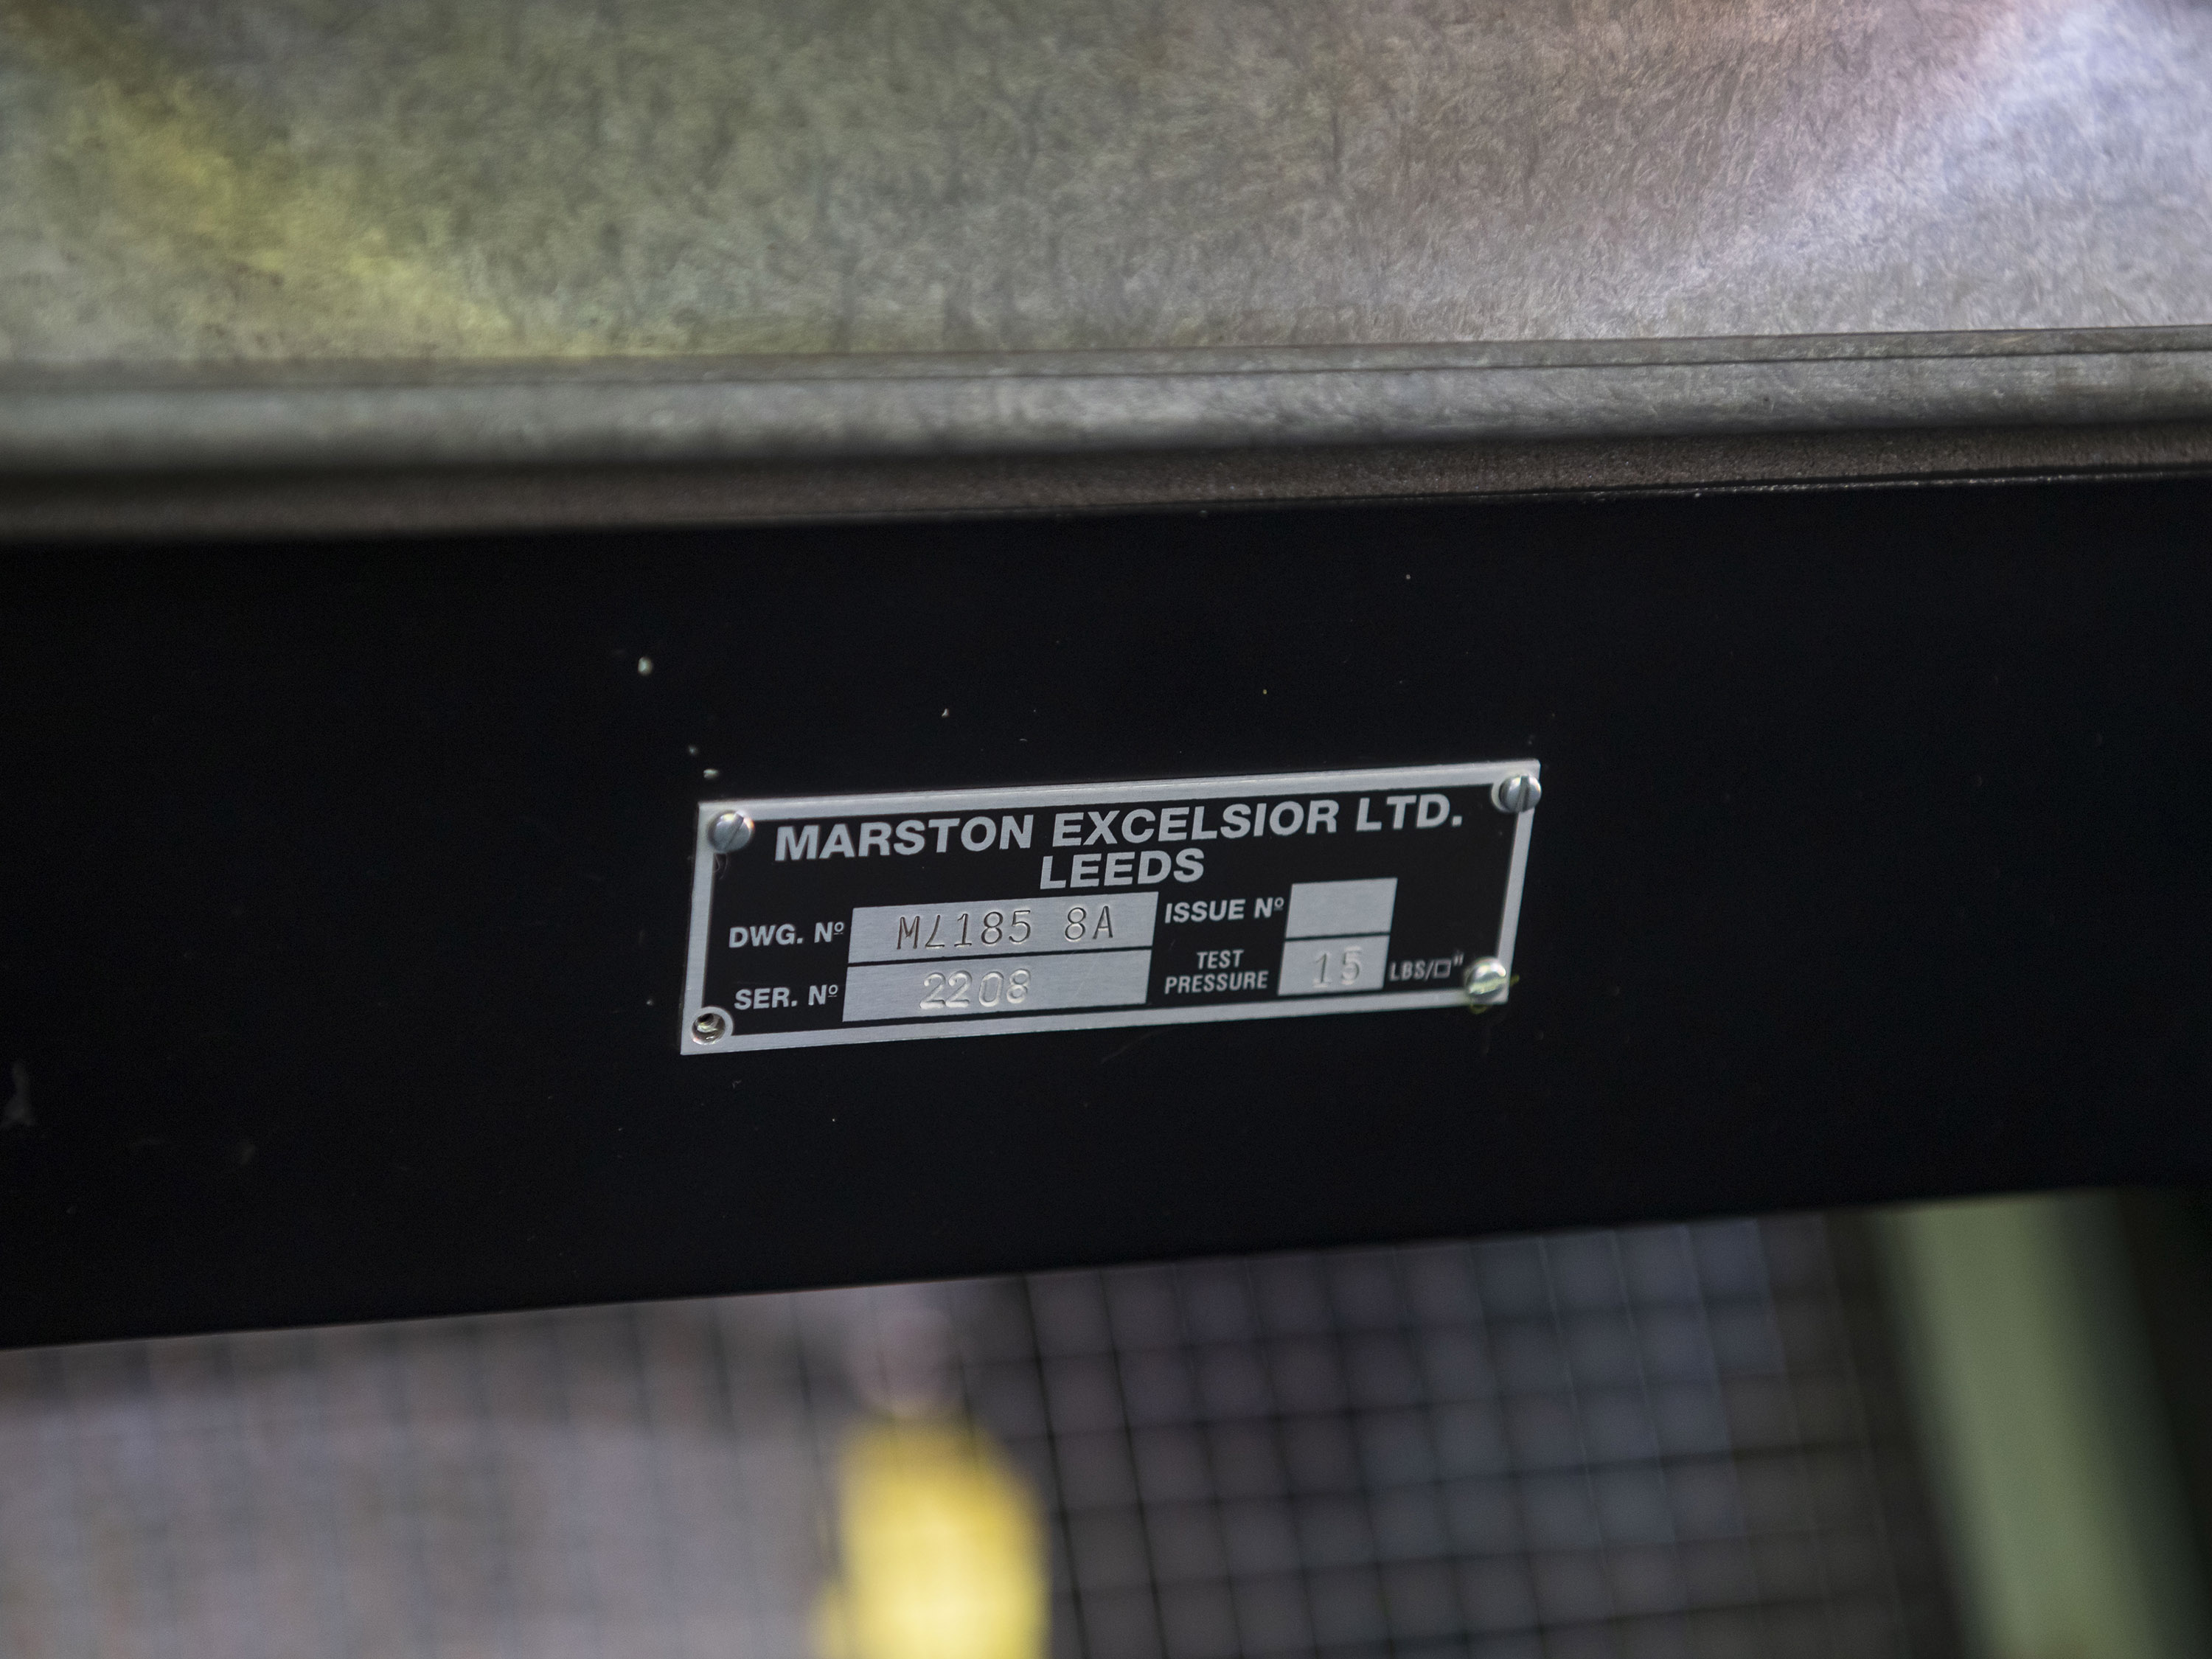 MARSTON EXCELSIOR LTD.
LEEDS
DWG. Nº ML185 8A ISSUE Nº
SER. Nº 2208 TEST PRESSURE 15 LBS/□"